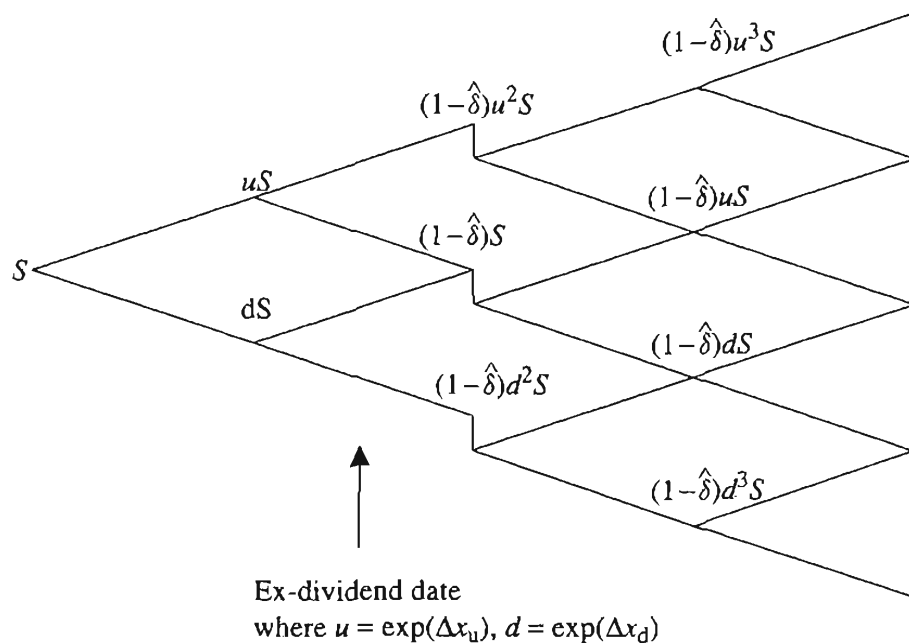 (1−δ̂)u³S
(1−δ̂)u²S
uS
(1−δ̂)uS
(1−δ̂)S
S
dS
(1−δ̂)dS
(1−δ̂)d²S
(1−δ̂)d³S
Ex-dividend date
where u = exp(Δxᵤ), d = exp(Δx_d)